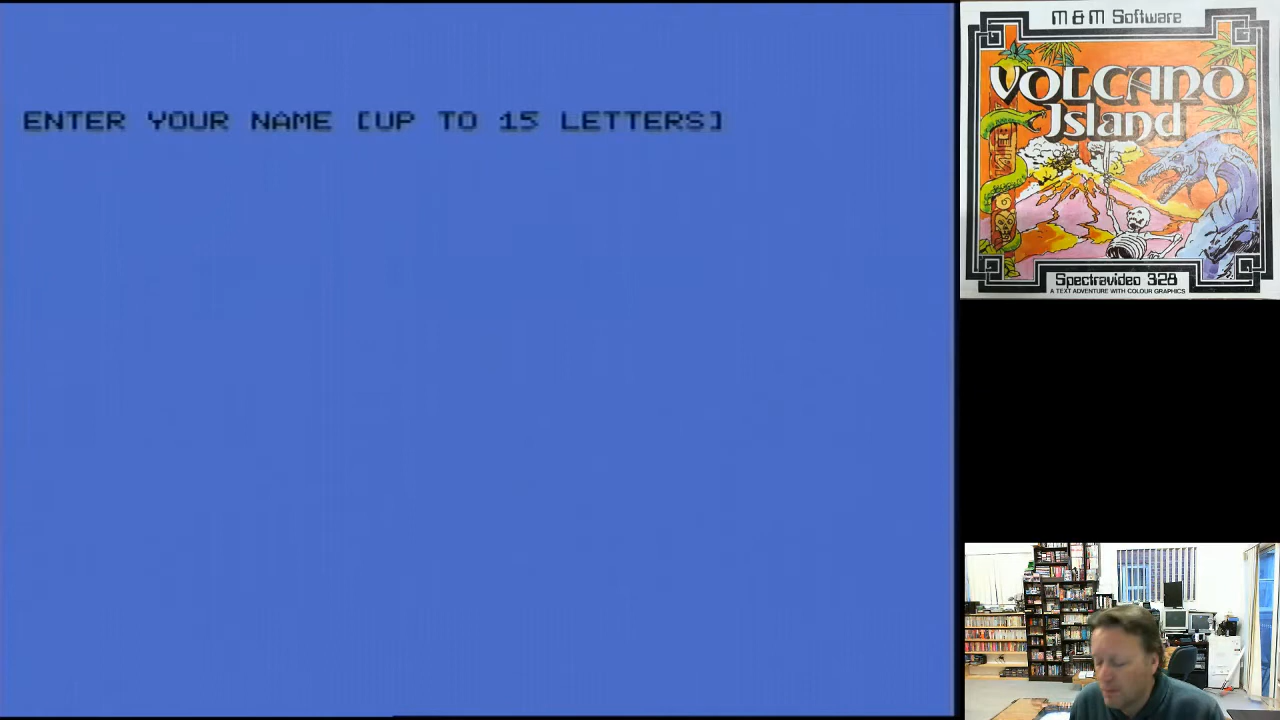 ENTER YOUR NAME [UP TO 15 LETTERS]
M & M Software
VOLCANO
Island
Spectravideo 328
A TEXT ADVENTURE WITH COLOUR GRAPHICS